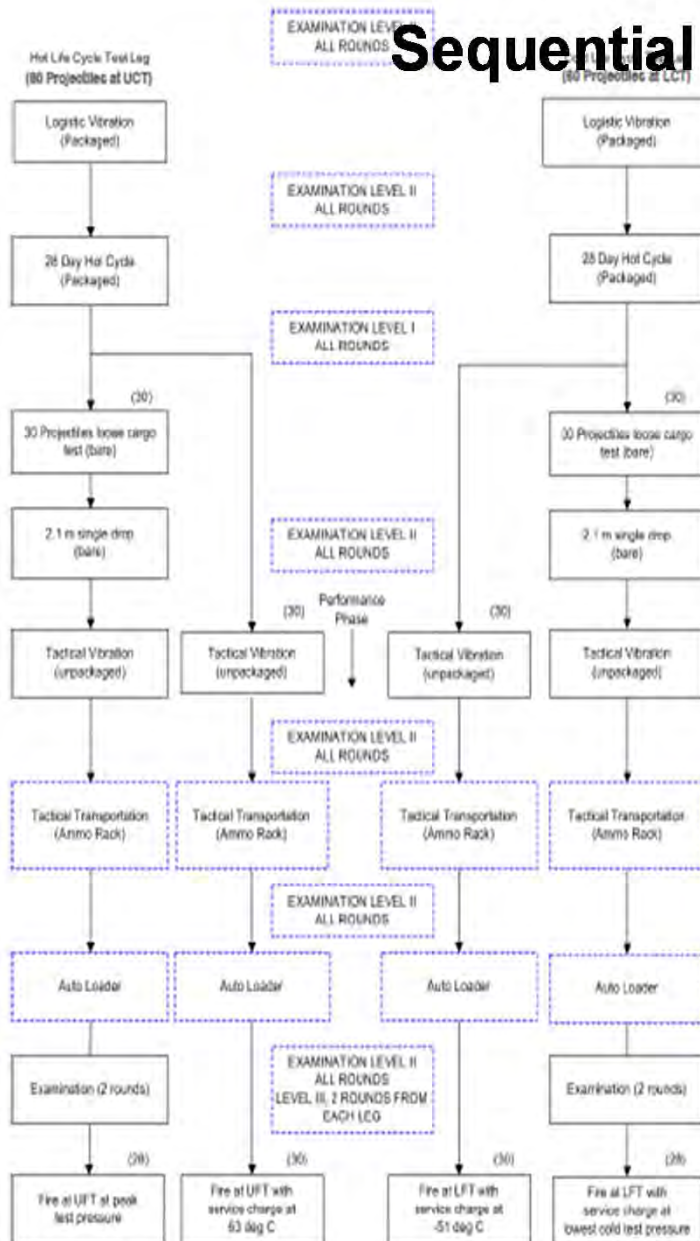 Sequential
EXAMINATION LEVEL
ALL ROUNDS
Hot Life Cycle Test Leg
(60 Projectiles at UCT)
(60 Projectiles at LCT)
Logistic Vibration
(Packaged)
Logistic Vibration
(Packaged)
EXAMINATION LEVEL II
ALL ROUNDS
28 Day Hot Cycle
(Packaged)
28 Day Hot Cycle
(Packaged)
EXAMINATION LEVEL I
ALL ROUNDS
(30)
(30)
30 Projectiles loose cargo
test (bare)
30 Projectiles loose cargo
test (bare)
2.1 m single drop
(bare)
EXAMINATION LEVEL II
ALL ROUNDS
2.1 m single drop
(bare)
Performance
Phase
(30)
(30)
Tactical Vibration
(unpackaged)
Tactical Vibration
(unpackaged)
Tactical Vibration
(unpackaged)
Tactical Vibration
(unpackaged)
EXAMINATION LEVEL II
ALL ROUNDS
Tactical Transportation
(Ammo Rack)
Tactical Transportation
(Ammo Rack)
Tactical Transportation
(Ammo Rack)
Tactical Transportation
(Ammo Rack)
EXAMINATION LEVEL II
ALL ROUNDS
Auto Loader
Auto Loader
Auto Loader
Auto Loader
Examination (2 rounds)
EXAMINATION LEVEL II
ALL ROUNDS
LEVEL III, 2 ROUNDS FROM
EACH LEG
Examination (2 rounds)
(28)
(30)
(30)
(28)
Fire at UFT at peak
test pressure
Fire at UFT with
service charge at
63 deg C
Fire at LFT with
service charge at
-51 deg C
Fire at LFT with
service charge at
lowest cold test pressure